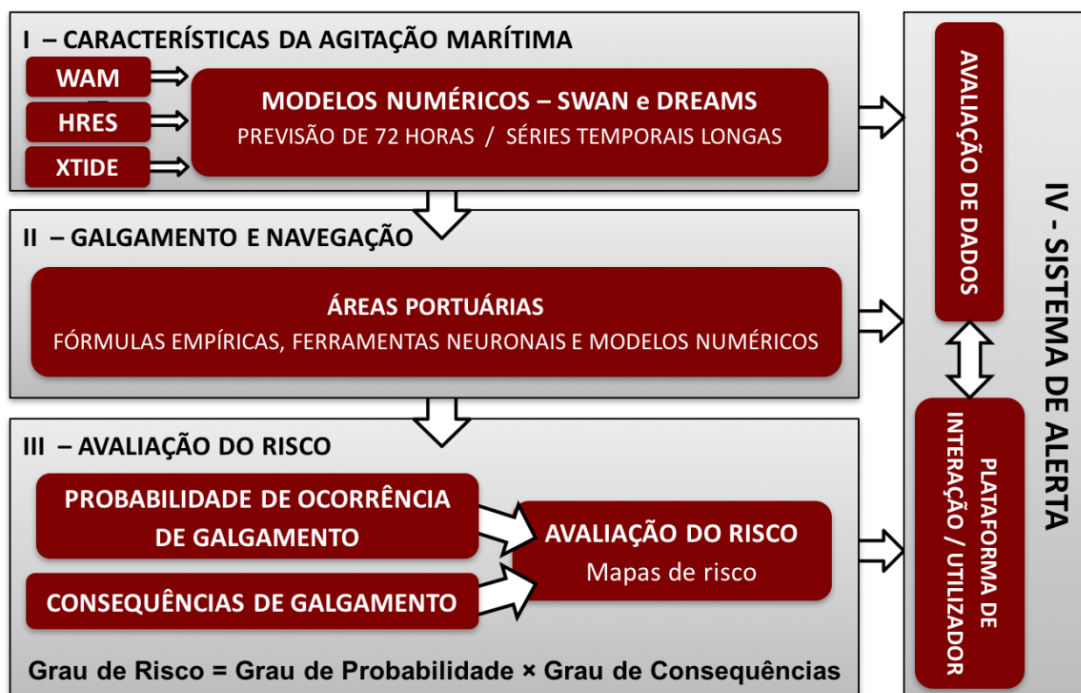 I – CARACTERÍSTICAS DA AGITAÇÃO MARÍTIMA
WAM
HRES
XTIDE
MODELOS NUMÉRICOS – SWAN e DREAMS
PREVISÃO DE 72 HORAS / SÉRIES TEMPORAIS LONGAS
II – GALGAMENTO E NAVEGAÇÃO
ÁREAS PORTUÁRIAS
FÓRMULAS EMPÍRICAS, FERRAMENTAS NEURONAIS E MODELOS NUMÉRICOS
III – AVALIAÇÃO DO RISCO
PROBABILIDADE DE OCORRÊNCIA
DE GALGAMENTO
CONSEQUÊNCIAS DE GALGAMENTO
AVALIAÇÃO DO RISCO
Mapas de risco
Grau de Risco = Grau de Probabilidade × Grau de Consequências
IV - SISTEMA DE ALERTA
AVALIAÇÃO DE DADOS
PLATAFORMA DE
INTERAÇÃO / UTILIZADOR